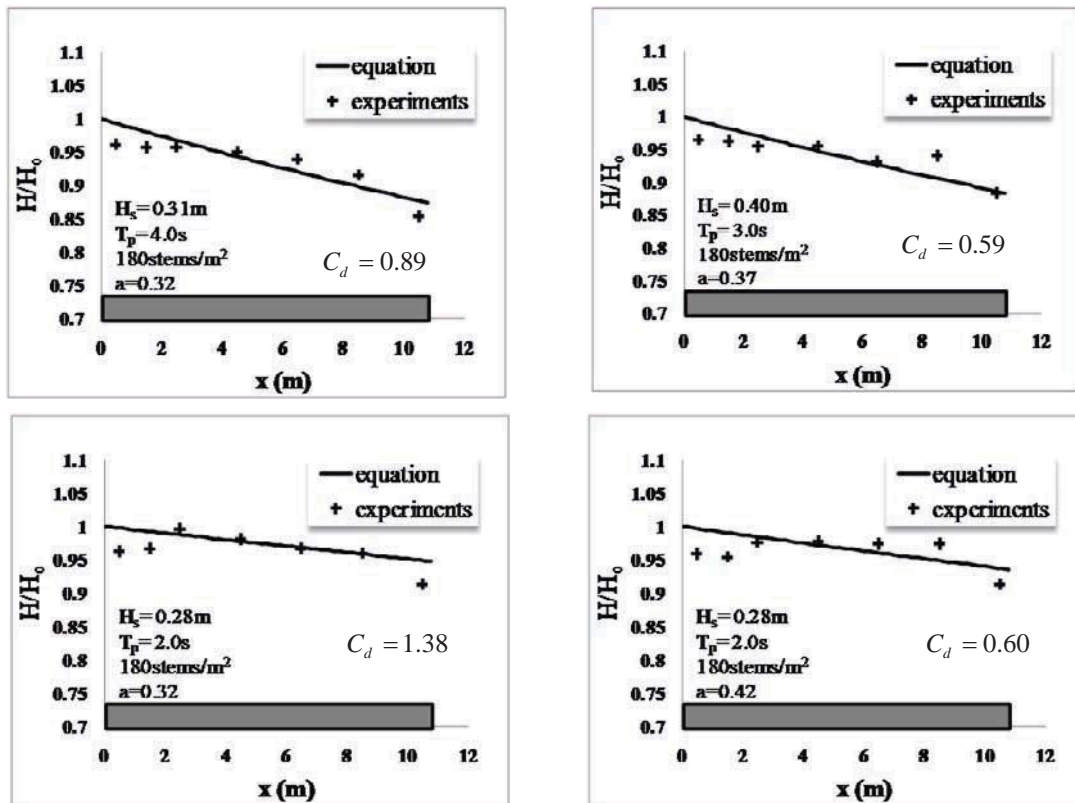 1.1
1.05
1
0.95
0.9
0.85
0.8
0.75
0.7
H/H₀
equation
experiments
Hₛ=0.31m
Tₚ=4.0s
180stems/m²
a=0.32
C_d = 0.89
0 2 4 6 8 10 12
x (m)
1.1
1.05
1
0.95
0.9
0.85
0.8
0.75
0.7
H/H₀
equation
experiments
Hₛ=0.40m
Tₚ=3.0s
180stems/m²
a=0.37
C_d = 0.59
0 2 4 6 8 10 12
x (m)
1.1
1.05
1
0.95
0.9
0.85
0.8
0.75
0.7
H/H₀
equation
experiments
Hₛ=0.28m
Tₚ=2.0s
180stems/m²
a=0.32
C_d = 1.38
0 2 4 6 8 10 12
x (m)
1.1
1.05
1
0.95
0.9
0.85
0.8
0.75
0.7
H/H₀
equation
experiments
Hₛ=0.28m
Tₚ=2.0s
180stems/m²
a=0.42
C_d = 0.60
0 2 4 6 8 10 12
x (m)